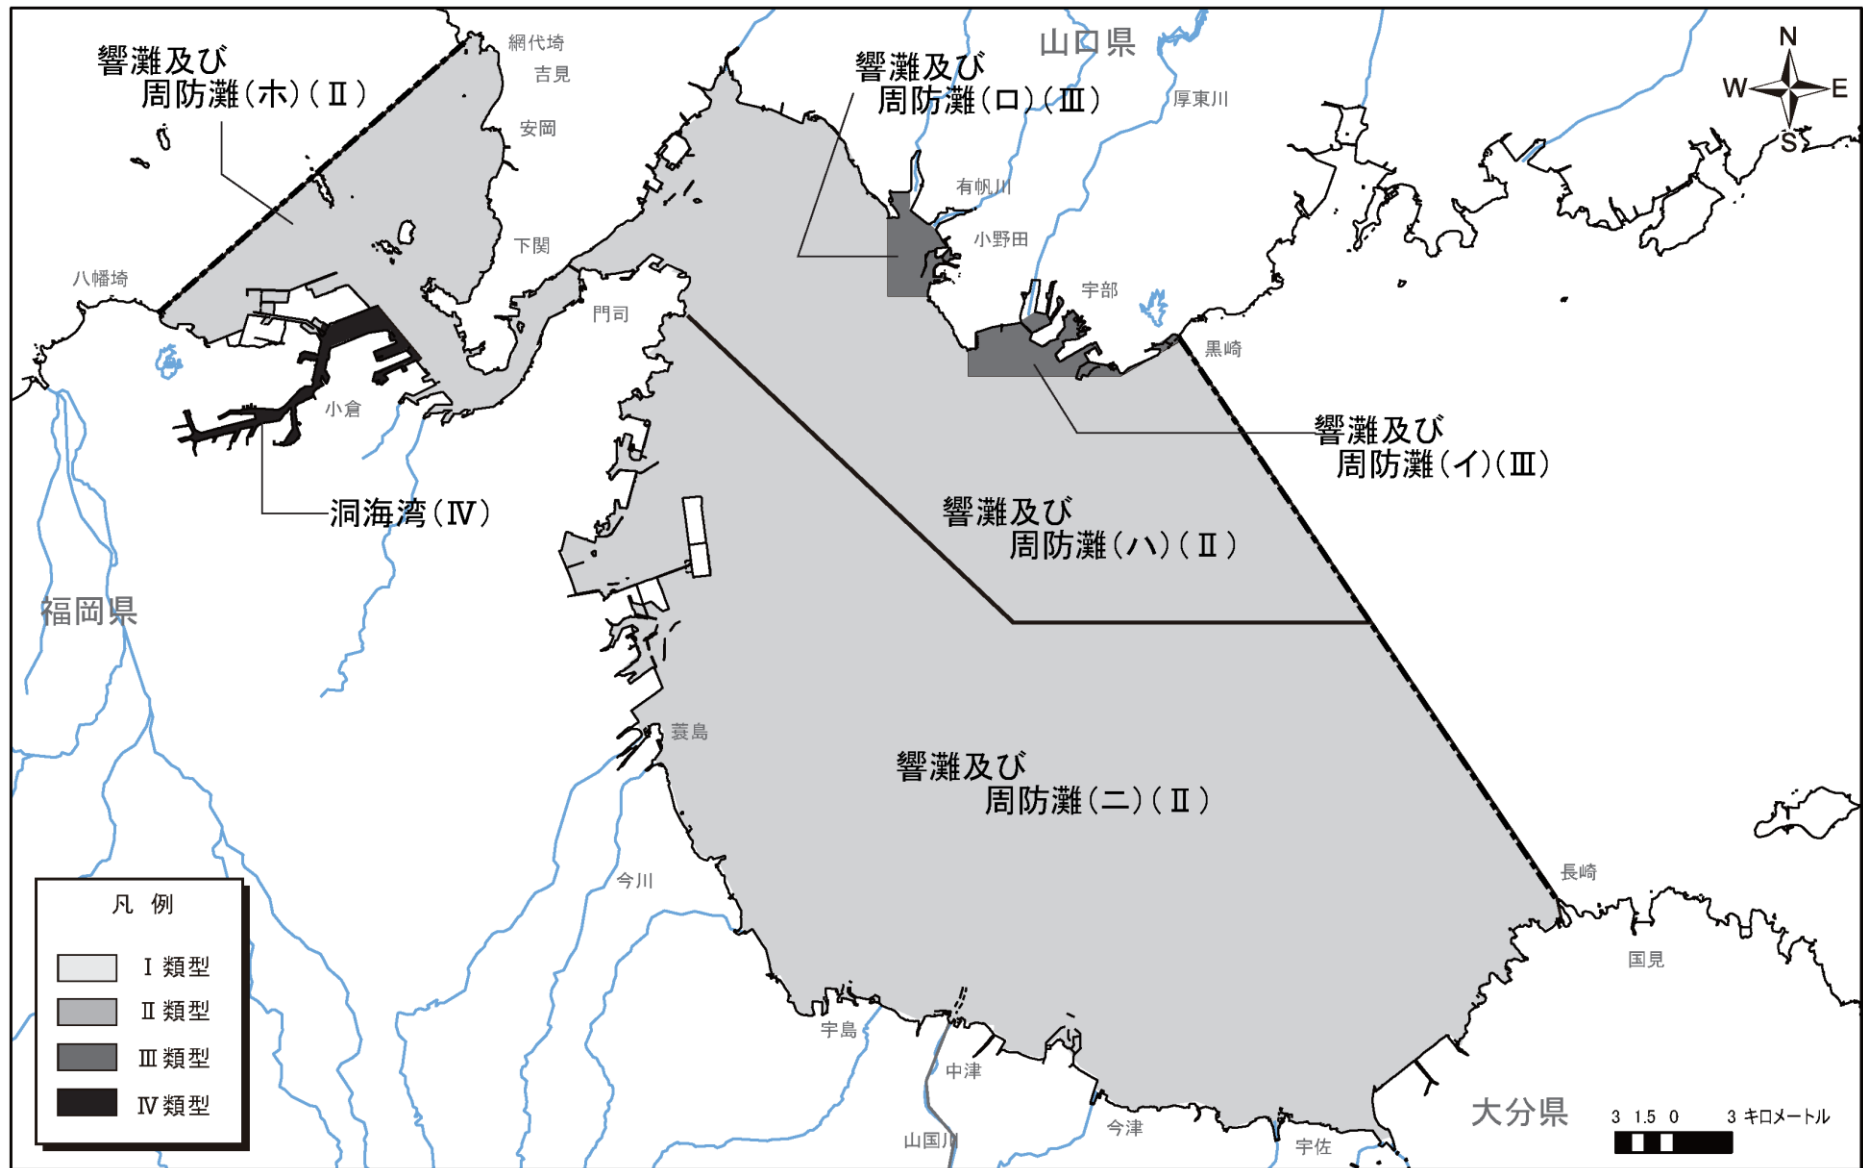 網代埼
吉見
安岡
響灘及び
周防灘(ホ)(Ⅱ)
響灘及び
周防灘(ロ)(Ⅲ)
山口県
厚東川
N
W
E
S
有帆川
小野田
下関
八幡埼
門司
宇部
黒崎
小倉
響灘及び
周防灘(イ)(Ⅲ)
洞海湾(Ⅳ)
響灘及び
周防灘(ハ)(Ⅱ)
福岡県
蓑島
響灘及び
周防灘(ニ)(Ⅱ)
今川
長崎
国見
凡 例
Ⅰ類型
Ⅱ類型
Ⅲ類型
Ⅳ類型
宇島
中津
山国川
今津
宇佐
大分県
3 1.5 0 3 キロメートル